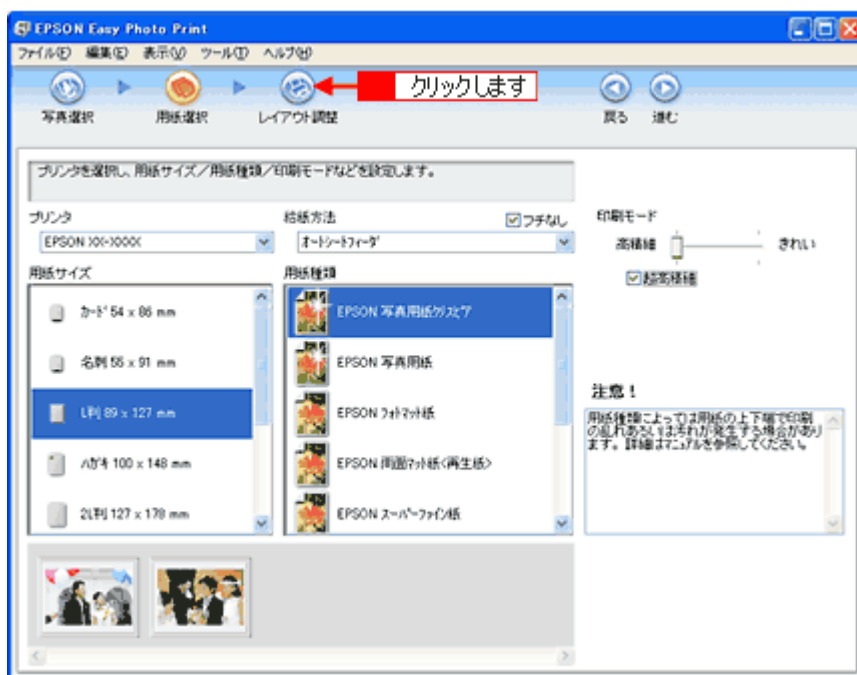 EPSON Easy Photo Print
ファイル(F) 編集(E) 表示(V) ツール(T) ヘルプ(H)
クリックします
写真選択 用紙選択 レイアウト調整 戻る 進む
プリンタを選択し、用紙サイズ/用紙種類/印刷モードなどを設定します。
プリンタ 給紙方法 フチなし 印刷モード
EPSON XX-XXXX オートシートフィーダ 高精細 きれい
用紙サイズ 用紙種類 超高精細
カード 54 x 86 mm EPSON 写真用紙クリスピア
名刺 55 x 91 mm EPSON 写真用紙
注意!
L判 89 x 127 mm EPSON フォトマット紙
用紙種類によっては用紙の上下端で印刷
の乱れあるいは汚れが発生する場合があり
ます。詳細はマニュアルを参照してください。
ハガキ 100 x 148 mm EPSON 両面マット紙<再生紙>
2L判 127 x 178 mm EPSON スーパーファイン紙